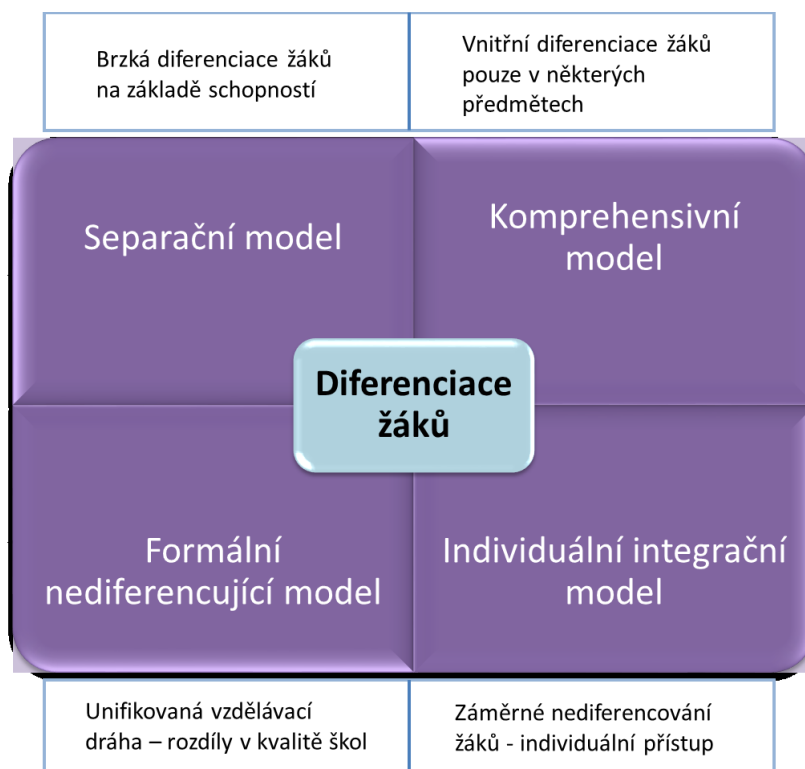 Brzká diferenciace žáků
na základě schopností
Vnitřní diferenciace žáků
pouze v některých
předmětech
Separační model
Komprehensivní
model
Diferenciace
žáků
Formální
nediferencující model
Individuální integrační
model
Unifikovaná vzdělávací
dráha – rozdíly v kvalitě škol
Záměrné nediferencování
žáků - individuální přístup